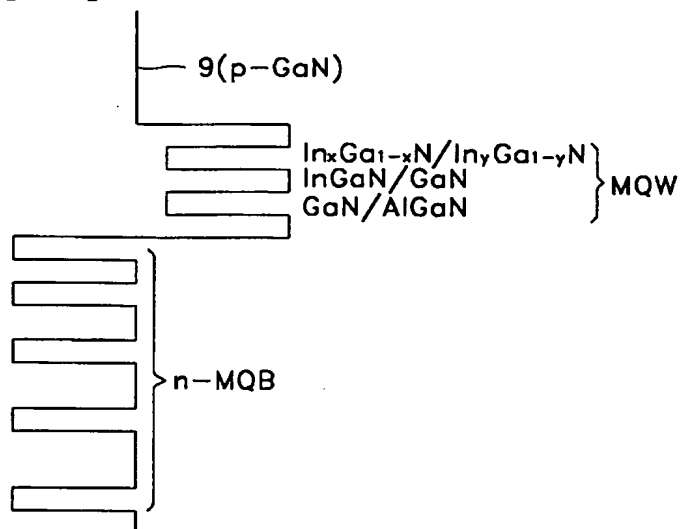 9(p-GaN)
InxGa1-xN/InyGa1-yN
InGaN/GaN
GaN/AlGaN
MQW
n-MQB